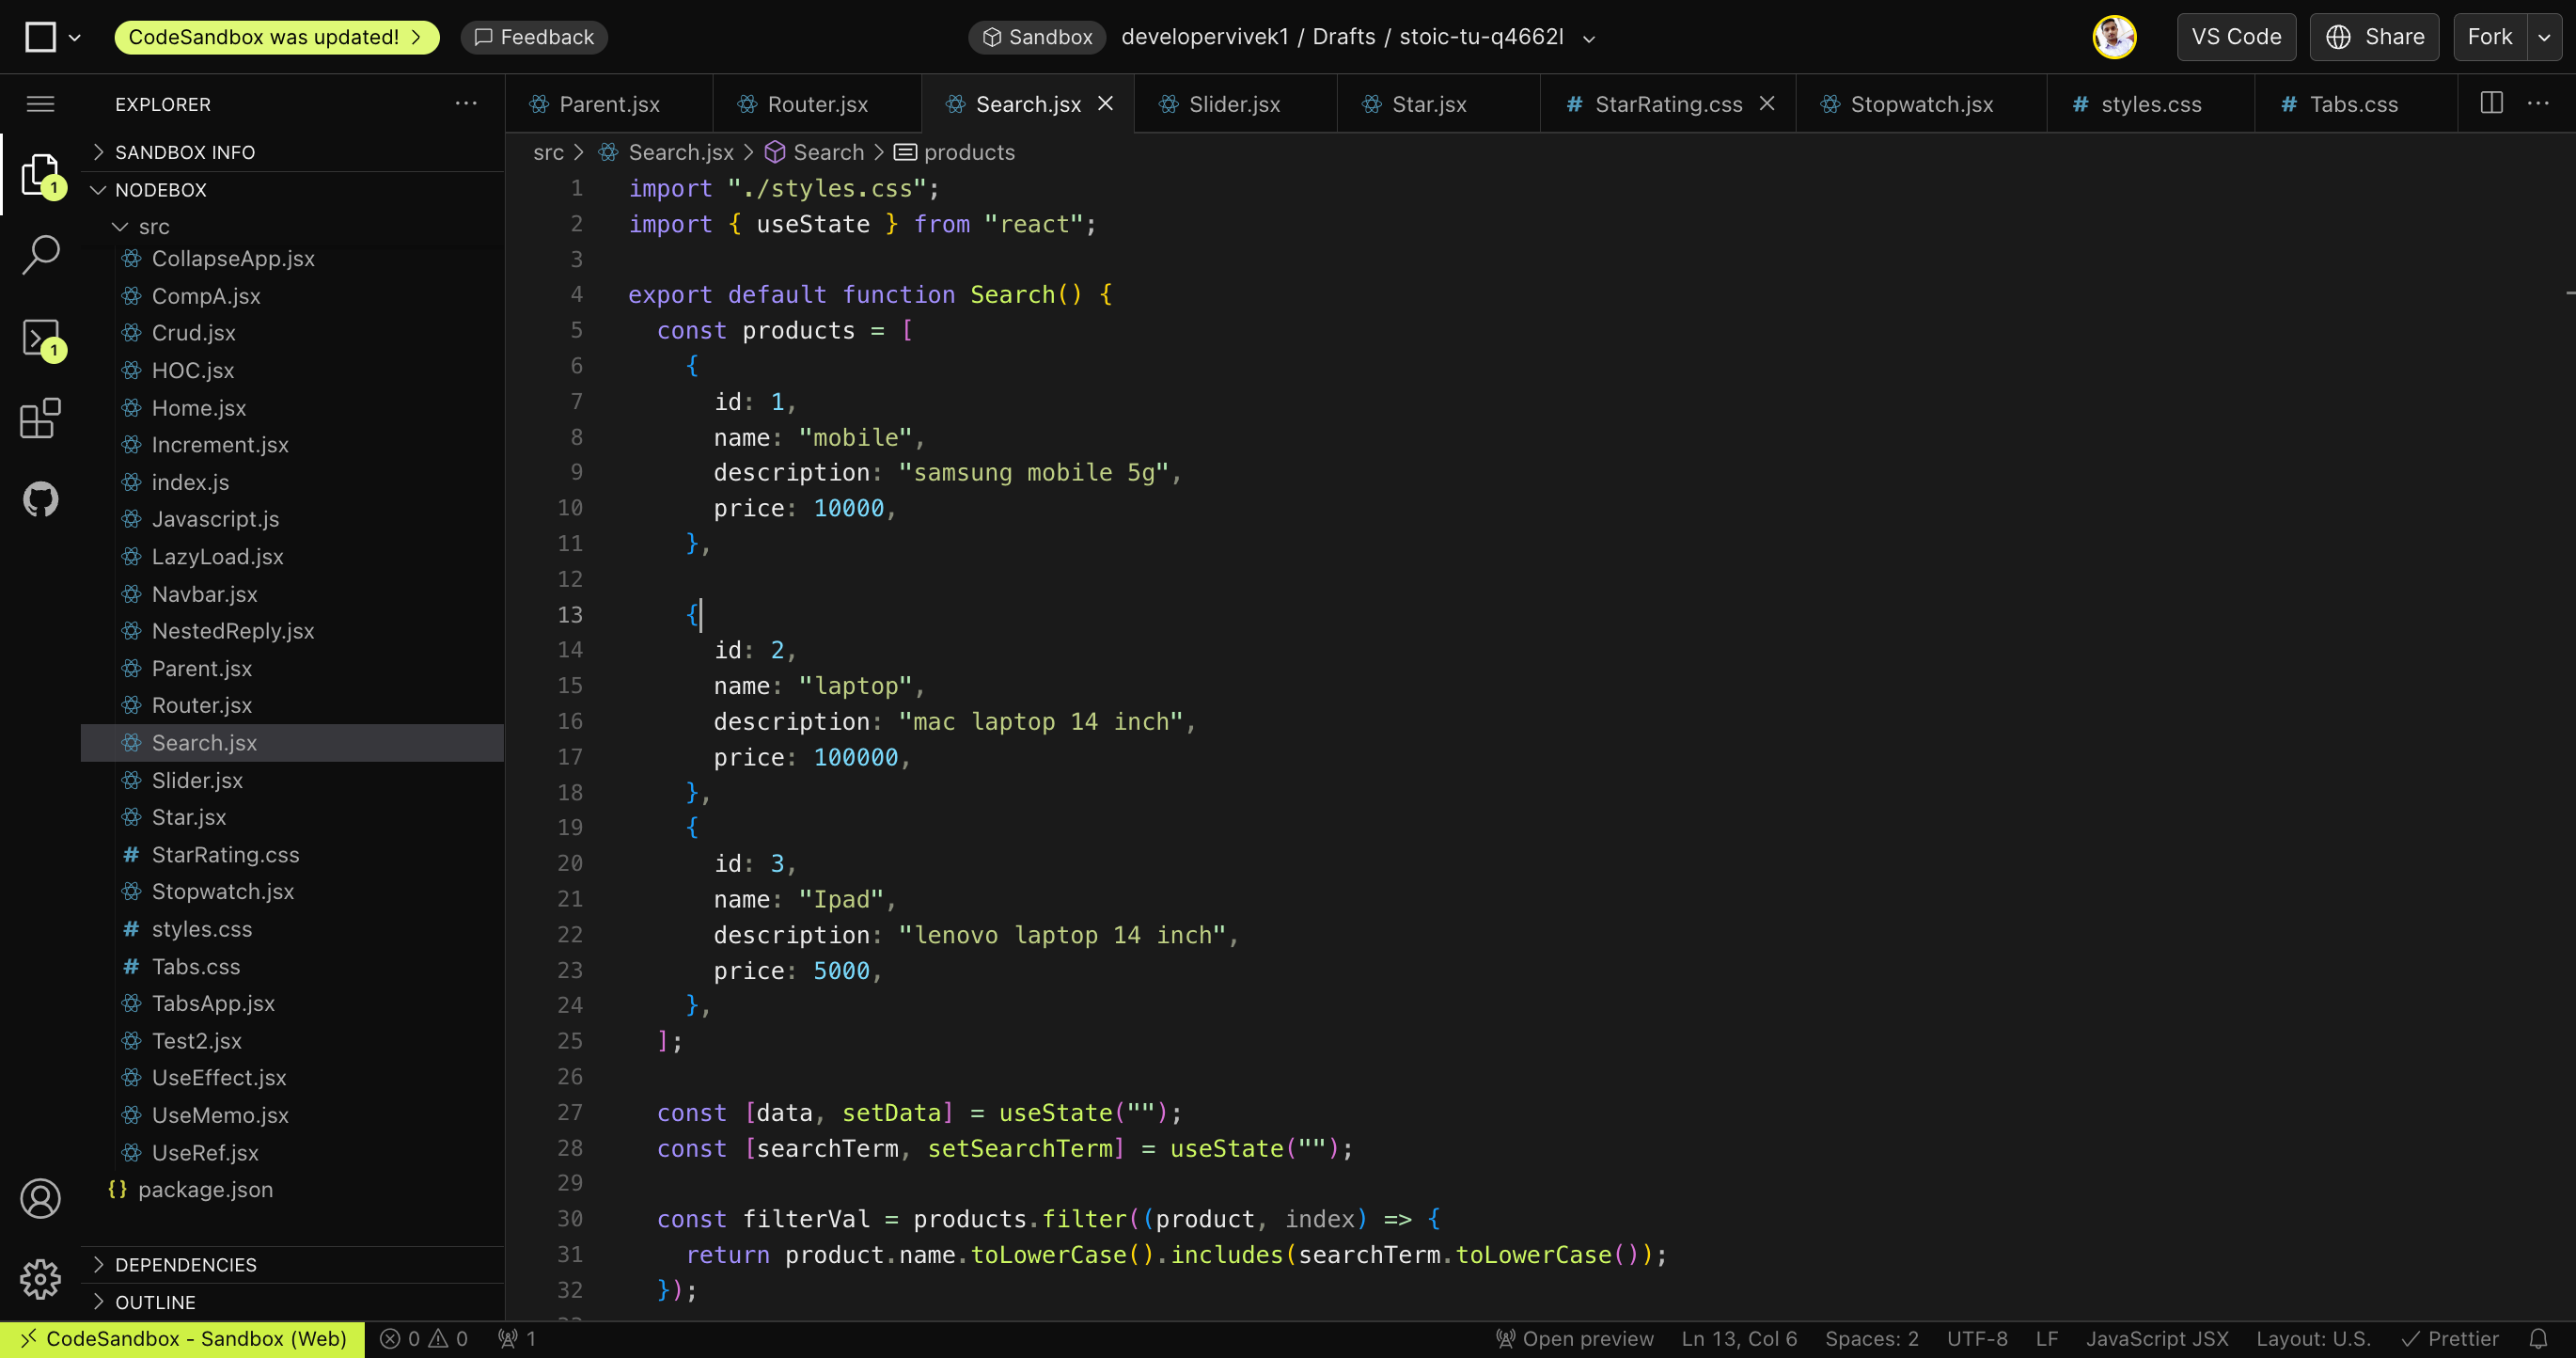 CodeSandbox was updated!
Feedback
Sandbox
developervivek1 / Drafts / stoic-tu-q4662l
VS Code
Share
Fork
EXPLORER
SANDBOX INFO
NODEBOX
src
CollapseApp.jsx
CompA.jsx
Crud.jsx
HOC.jsx
Home.jsx
Increment.jsx
index.js
Javascript.js
LazyLoad.jsx
Navbar.jsx
NestedReply.jsx
Parent.jsx
Router.jsx
Search.jsx
Slider.jsx
Star.jsx
# StarRating.css
Stopwatch.jsx
# styles.css
# Tabs.css
TabsApp.jsx
Test2.jsx
UseEffect.jsx
UseMemo.jsx
UseRef.jsx
{} package.json
DEPENDENCIES
OUTLINE
1
1
Parent.jsx
Router.jsx
Search.jsx
Slider.jsx
Star.jsx
# StarRating.css
Stopwatch.jsx
# styles.css
# Tabs.css
src > Search.jsx > Search > products
1 import "./styles.css";
2 import { useState } from "react";
3
4 export default function Search() {
5 const products = [
6 {
7 id: 1,
8 name: "mobile",
9 description: "samsung mobile 5g",
10 price: 10000,
11 },
12
13 {
14 id: 2,
15 name: "laptop",
16 description: "mac laptop 14 inch",
17 price: 100000,
18 },
19 {
20 id: 3,
21 name: "Ipad",
22 description: "lenovo laptop 14 inch",
23 price: 5000,
24 },
25 ];
26
27 const [data, setData] = useState("");
28 const [searchTerm, setSearchTerm] = useState("");
29
30 const filterVal = products.filter((product, index) => {
31 return product.name.toLowerCase().includes(searchTerm.toLowerCase());
32 });
CodeSandbox - Sandbox (Web)
0
0
1
Open preview
Ln 13, Col 6
Spaces: 2
UTF-8
LF
JavaScript JSX
Layout: U.S.
Prettier